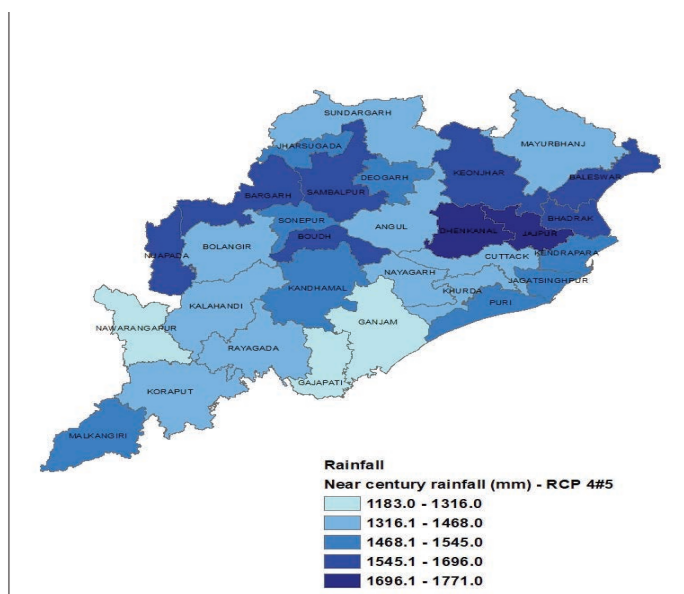 SUNDARGARH
JHARSUGADA
MAYURBHANJ
DEOGARH
KEONJHAR
BALESWAR
BARGARH
SAMBALPUR
SONEPUR
BHADRAK
ANGUL
DHENKANAL
JAJPUR
BOUDH
BOLANGIR
NUAPADA
CUTTACK
KENDRAPARA
NAYAGARH
JAGATSINGHPUR
KANDHAMAL
KHURDA
PURI
KALAHANDI
GANJAM
NAWARANGAPUR
RAYAGADA
GAJAPATI
KORAPUT
MALKANGIRI
Rainfall
Near century rainfall (mm) - RCP 4#5
1183.0 - 1316.0
1316.1 - 1468.0
1468.1 - 1545.0
1545.1 - 1696.0
1696.1 - 1771.0